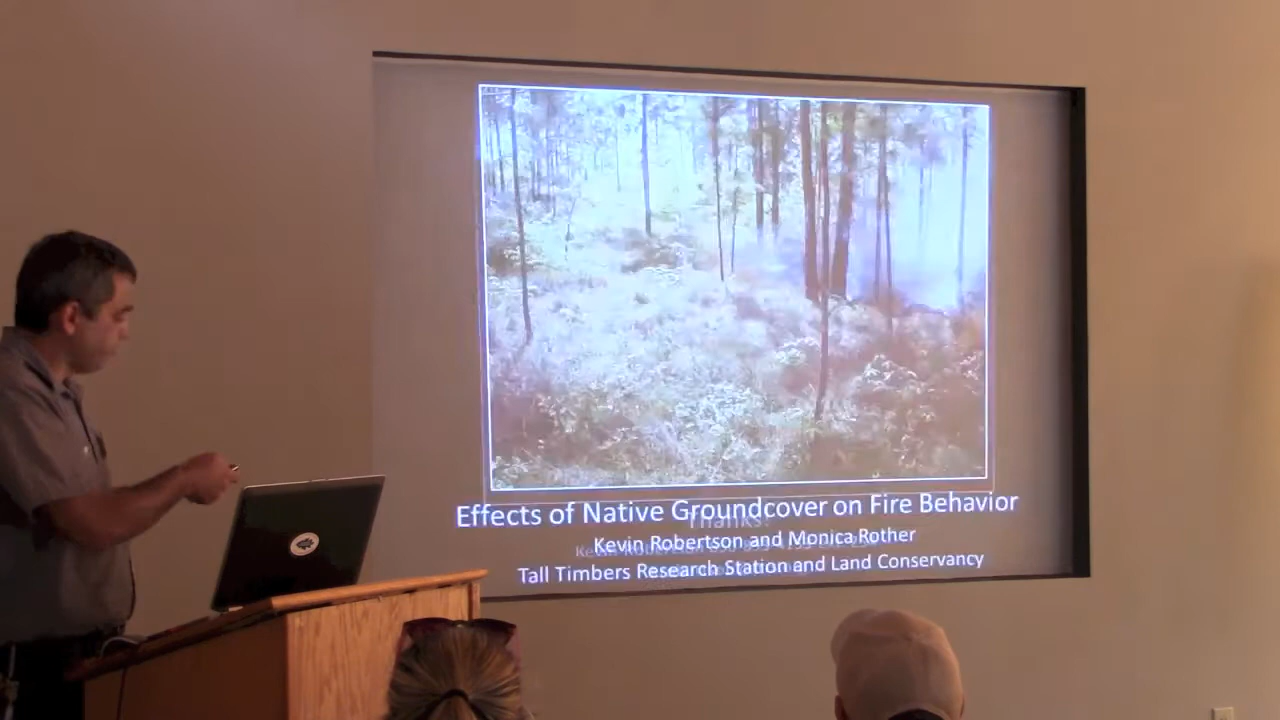 Effects of Native Groundcover on Fire Behavior
Thanks!
Kevin Robertson and Monica Rother
Tall Timbers Research Station and Land Conservancy